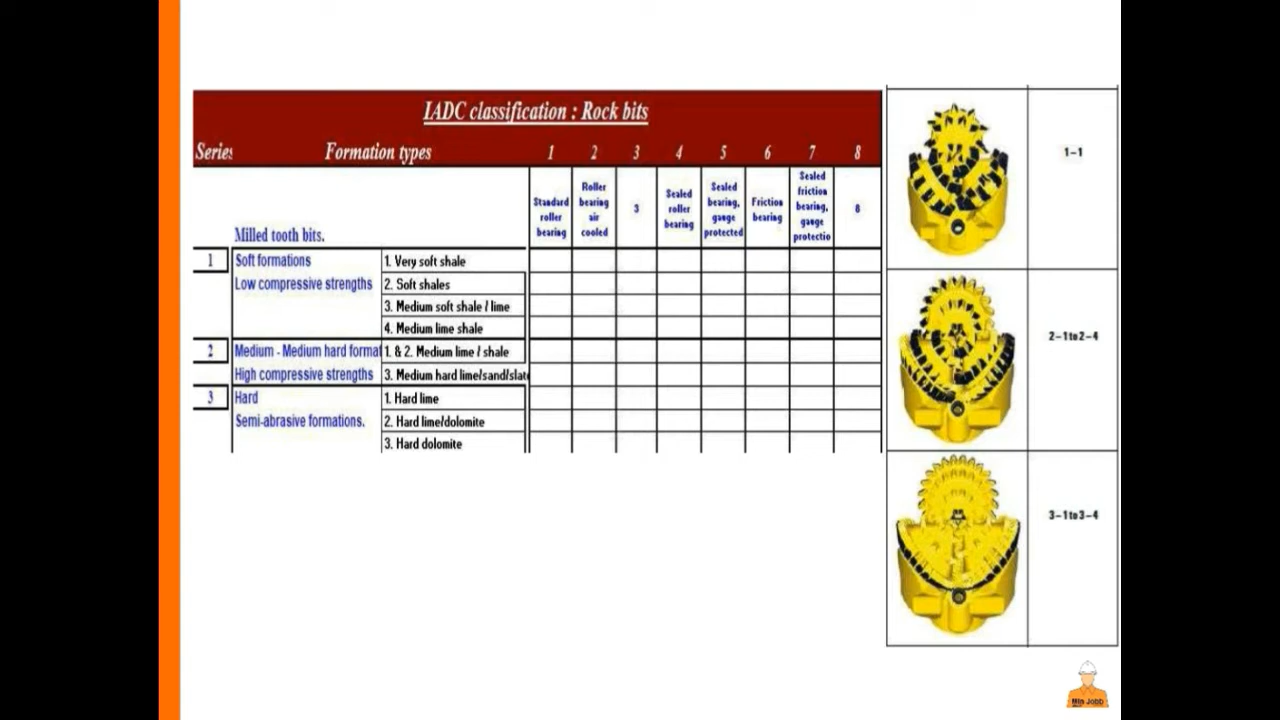 IADC classification : Rock bits
Series Formation types 1 2 3 4 5 6 7 8
Milled tooth bits.
Standard roller bearing
Roller bearing air cooled
3
Sealed roller bearing
Sealed bearing, gauge protected
Friction bearing
Sealed friction bearing, gauge protectio
8
1 Soft formations 1. Very soft shale
Low compressive strengths 2. Soft shales
3. Medium soft shale / lime
4. Medium lime shale
2 Medium - Medium hard format 1. & 2. Medium lime / shale
High compressive strengths 3. Medium hard lime/sand/slate
3 Hard 1. Hard lime
Semi-abrasive formations. 2. Hard lime/dolomite
3. Hard dolomite
1-1
2-1to2-4
3-1to3-4
Min Jobb